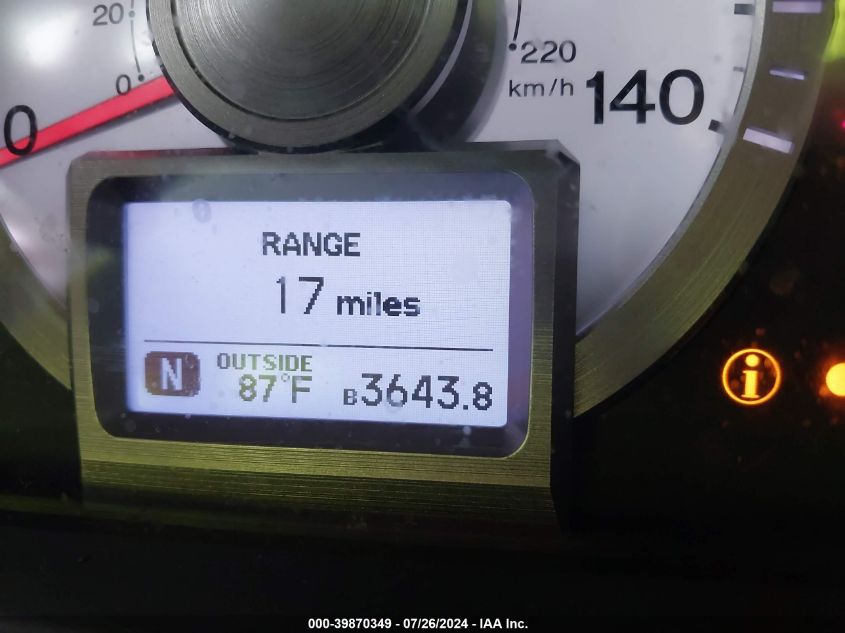 20
0
0
220
km/h
140
RANGE
17 miles
N
OUTSIDE
87°F
B3643.8
i
000-39870349 - 07/26/2024 - IAA Inc.